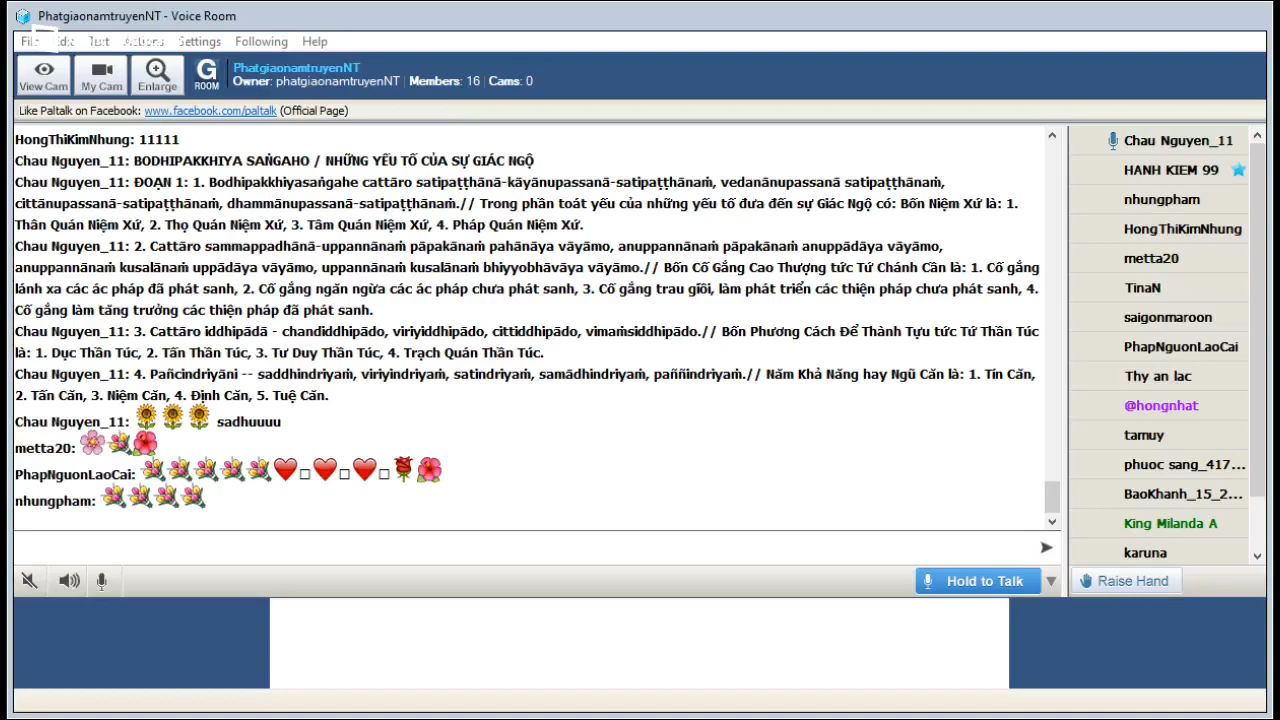 PhatgiaonamtruyenNT - Voice Room
Settings Following Help
View Cam My Cam Enlarge G ROOM
PhatgiaonamtruyenNT
Owner: phatgiaonamtruyenNT | Members: 16 | Cams: 0
Like Paltalk on Facebook: www.facebook.com/paltalk (Official Page)
HongThiKimNhung: 11111
Chau Nguyen_11: BODHIPAKKHIYA SAṄGAHO / NHỮNG YẾU TỐ CỦA SỰ GIÁC NGỘ
Chau Nguyen_11: ĐOẠN 1: 1. Bodhipakkhiyasaṅgahe cattāro satipaṭṭhānā-kāyānupassanā-satipaṭṭhānaṁ, vedanānupassanā satipaṭṭhānaṁ,
cittānupassanā-satipaṭṭhānaṁ, dhammānupassanā-satipaṭṭhānaṁ.// Trong phần toát yếu của những yếu tố đưa đến sự Giác Ngộ có: Bốn Niệm Xứ là: 1.
Thân Quán Niệm Xứ, 2. Thọ Quán Niệm Xứ, 3. Tâm Quán Niệm Xứ, 4. Pháp Quán Niệm Xứ.
Chau Nguyen_11: 2. Cattāro sammappadhānā-uppannānaṁ pāpakānaṁ pahānāya vāyāmo, anuppannānaṁ pāpakānaṁ anuppādāya vāyāmo,
anuppannānaṁ kusalānaṁ uppādāya vāyāmo, uppannānaṁ kusalānaṁ bhiyyobhāvāya vāyāmo.// Bốn Cố Gắng Cao Thượng tức Tứ Chánh Cần là: 1. Cố gắng
lánh xa các ác pháp đã phát sanh, 2. Cố gắng ngăn ngừa các ác pháp chưa phát sanh, 3. Cố gắng trau giồi, làm phát triển các thiện pháp chưa phát sanh, 4.
Cố gắng làm tăng trưởng các thiện pháp đã phát sanh.
Chau Nguyen_11: 3. Cattāro iddhipādā - chandiddhipādo, viriyiddhipādo, cittiddhipādo, vimaṁsiddhipādo.// Bốn Phương Cách Để Thành Tựu tức Tứ Thần Túc
là: 1. Dục Thần Túc, 2. Tấn Thần Túc, 3. Tư Duy Thần Túc, 4. Trạch Quán Thần Túc.
Chau Nguyen_11: 4. Pañcindriyāni -- saddhindriyaṁ, viriyindriyaṁ, satindriyaṁ, samādhindriyaṁ, paññindriyaṁ.// Năm Khả Năng hay Ngũ Căn là: 1. Tín Căn,
2. Tấn Căn, 3. Niệm Căn, 4. Định Căn, 5. Tuệ Căn.
Chau Nguyen_11: sadhuuuu
metta20:
PhapNguonLaoCai:
nhungpham:
Hold to Talk
Chau Nguyen_11
HANH KIEM 99
nhungpham
HongThiKimNhung
metta20
TinaN
saigonmaroon
PhapNguonLaoCai
Thy an lac
@hongnhat
tamuy
phuoc sang_417...
BaoKhanh_15_2...
King Milanda A
karuna
Raise Hand